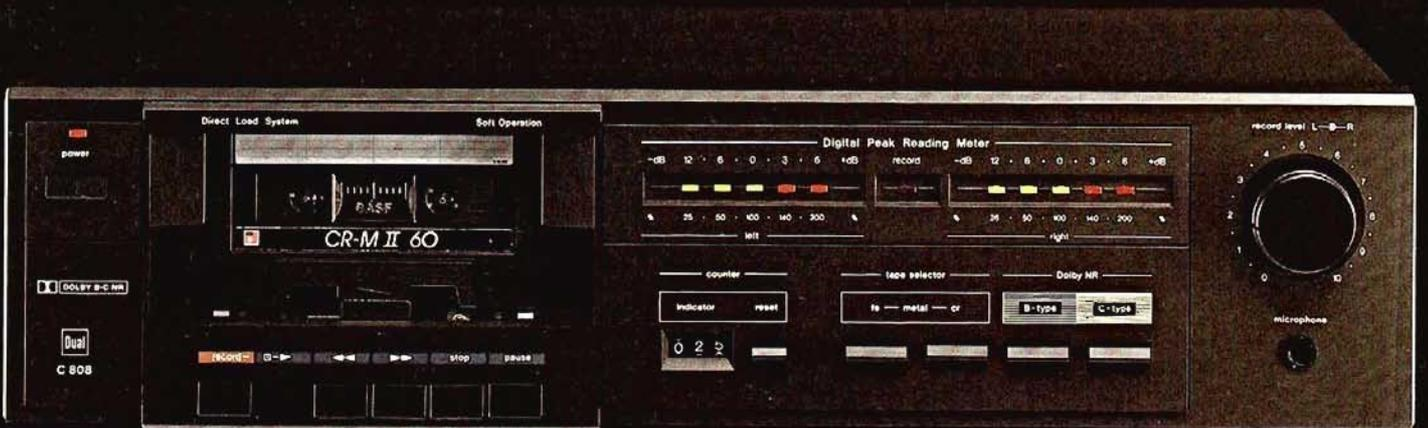 power
DOLBY B-C NR
Dual
C 808
Direct Load System Soft Operation
BASF
CR-M II 60
record
stop
pause
Digital Peak Reading Meter
-dB 12 · 6 · 0 · 3 · 6 +dB
record
-dB 12 · 6 · 0 · 3 · 6 +dB
% 25 · 50 · 100 · 140 · 200 %
% 25 · 50 · 100 · 140 · 200 %
left
right
counter
indicator reset
025
tape selector
fe — metal — cr
Dolby NR
B-type C-type
record level L—B—R
0 1 2 3 4 5 6 7 8 9 10
microphone